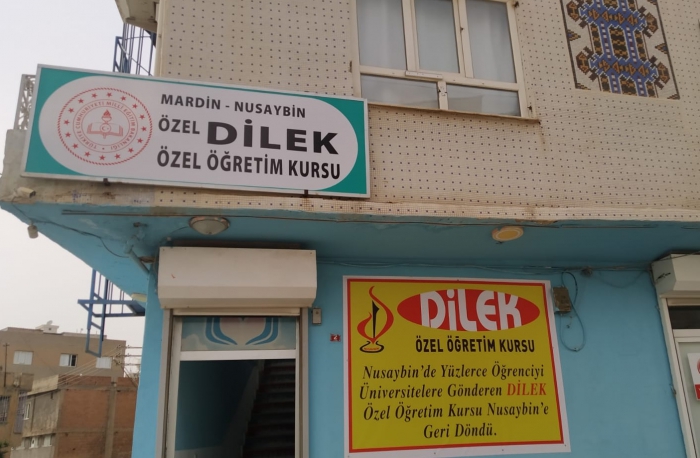 MARDİN - NUSAYBİN
ÖZEL DİLEK
ÖZEL ÖĞRETİM KURSU
DİLEK
ÖZEL ÖĞRETİM KURSU
Nusaybin'de Yüzlerce Öğrenciyi
Üniversitelere Gönderen DİLEK
Özel Öğretim Kursu Nusaybin'e
Geri Döndü.